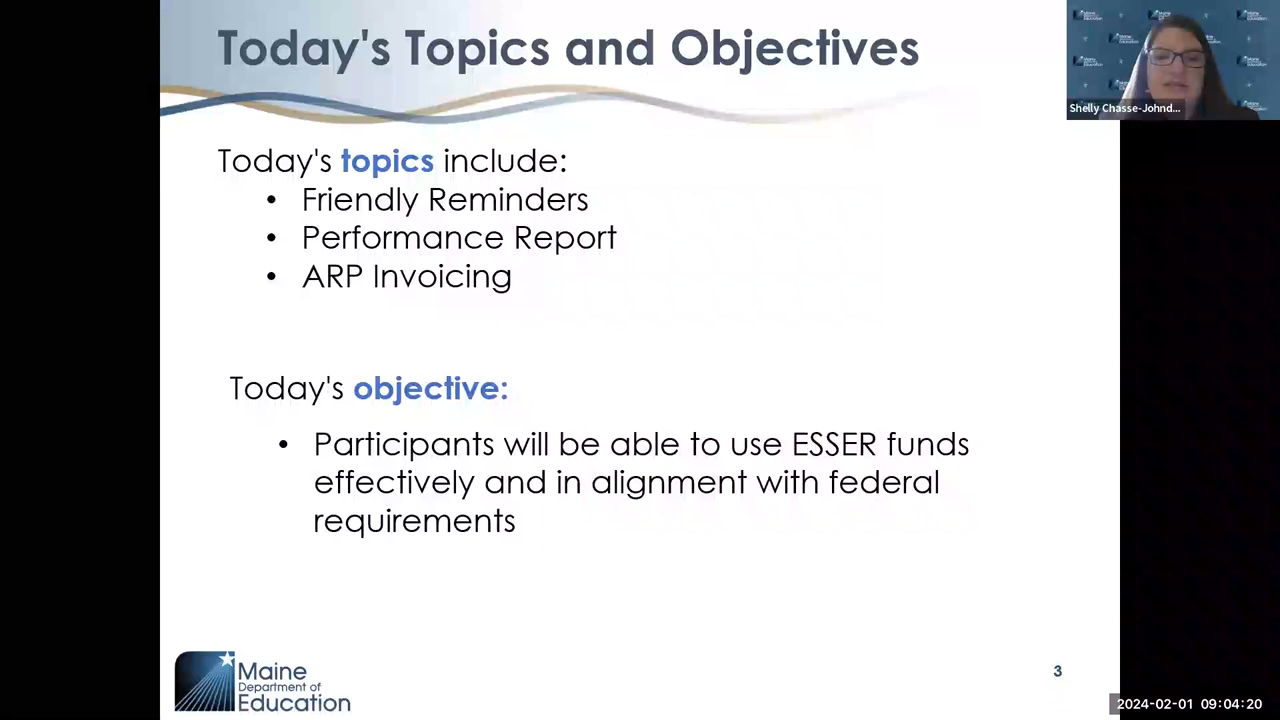 Today's Topics and Objectives
Shelly Chasse-Johnd...
Today's topics include:
• Friendly Reminders
• Performance Report
• ARP Invoicing
Today's objective:
• Participants will be able to use ESSER funds
effectively and in alignment with federal
requirements
Maine
Department of
Education
3
2024-02-01 09:04:20